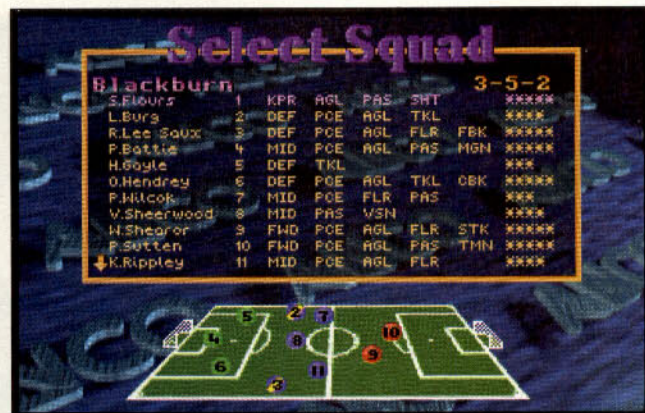 Select Squad
Blackburn 3-5-2
S.Flours 1 KPR AGL PAS SHT *****
L.Burg 2 DEF PCE AGL TKL ****
R.Lee Saux 3 DEF PCE AGL FLR FBK *****
P.Battie 4 MID PCE AGL PAS MGN *****
H.Gayle 5 DEF TKL ***
O.Hendrey 6 DEF PCE AGL TKL CBK *****
P.Wilcok 7 MID PCE FLR PAS ***
V.Sheerwood 8 MID PAS VSN ****
W.Shearor 9 FWD PCE AGL FLR STK *****
P.Sutten 10 FWD PCE AGL PAS TMN *****
K.Rippley 11 MID PCE AGL FLR ****
5 2 7
4 8 10
9
6 11
3